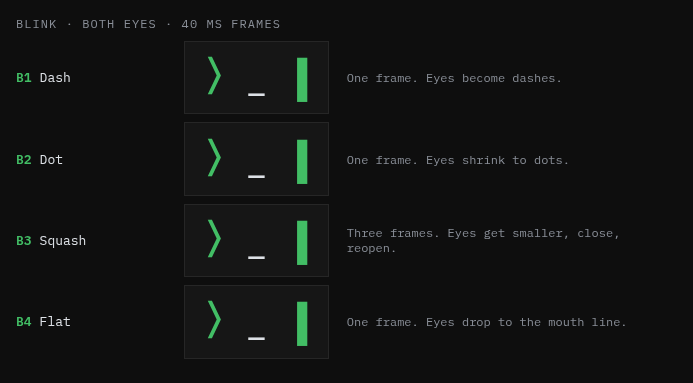 BLINK · BOTH EYES · 40 MS FRAMES
B1 Dash ❭ _ ▌ One frame. Eyes become dashes.
B2 Dot ❭ _ ▌ One frame. Eyes shrink to dots.
B3 Squash ❭ _ ▌ Three frames. Eyes get smaller, close,
reopen.
B4 Flat ❭ _ ▌ One frame. Eyes drop to the mouth line.